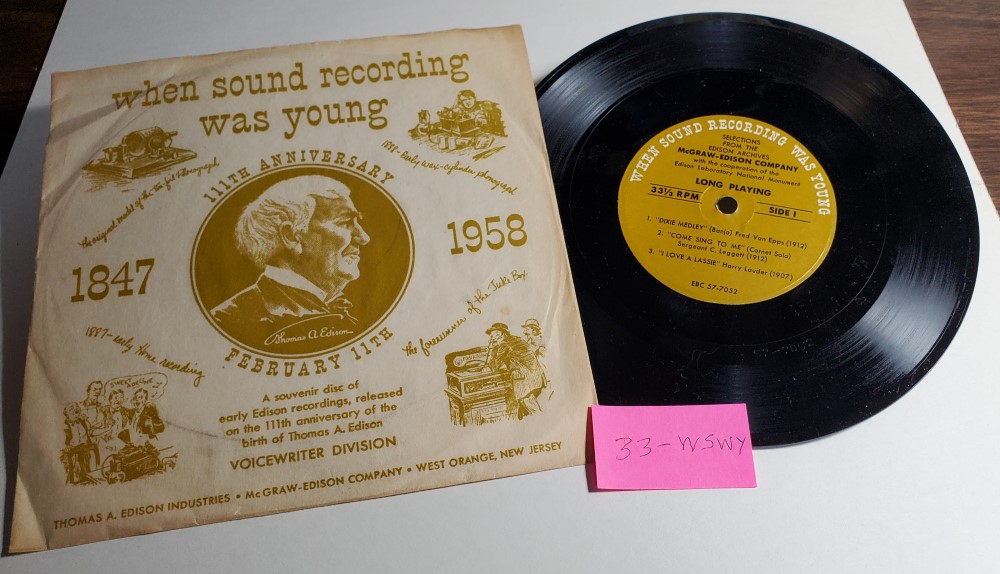 when sound recording
was young
the original model of the tin foil Phonograph
1888-Early wax-cylinder phonograph
111TH ANNIVERSARY
1847
1958
Thomas A Edison
FEBRUARY 11TH
1887-early Home recording
the forerunner of the Juke Box
A souvenir disc of
early Edison recordings, released
on the 111th anniversary of the
birth of Thomas A. Edison
VOICEWRITER DIVISION
THOMAS A. EDISON INDUSTRIES • McGRAW-EDISON COMPANY • WEST ORANGE, NEW JERSEY
WHEN SOUND RECORDING WAS YOUNG
SELECTIONS
FROM THE
EDISON ARCHIVES
McGRAW-EDISON COMPANY
with the cooperation of the
Edison Laboratory National Monument
LONG PLAYING
33⅓ RPM
SIDE I
1. "DIXIE MEDLEY" (Banjo) Fred Van Epps (1912)
2. "COME SING TO ME" (Cornet Solo)
Sergeant C. Leggett (1912)
3. "I LOVE A LASSIE" Harry Lauder (1907)
EBC 57-7052
57-7052
33-WSWY